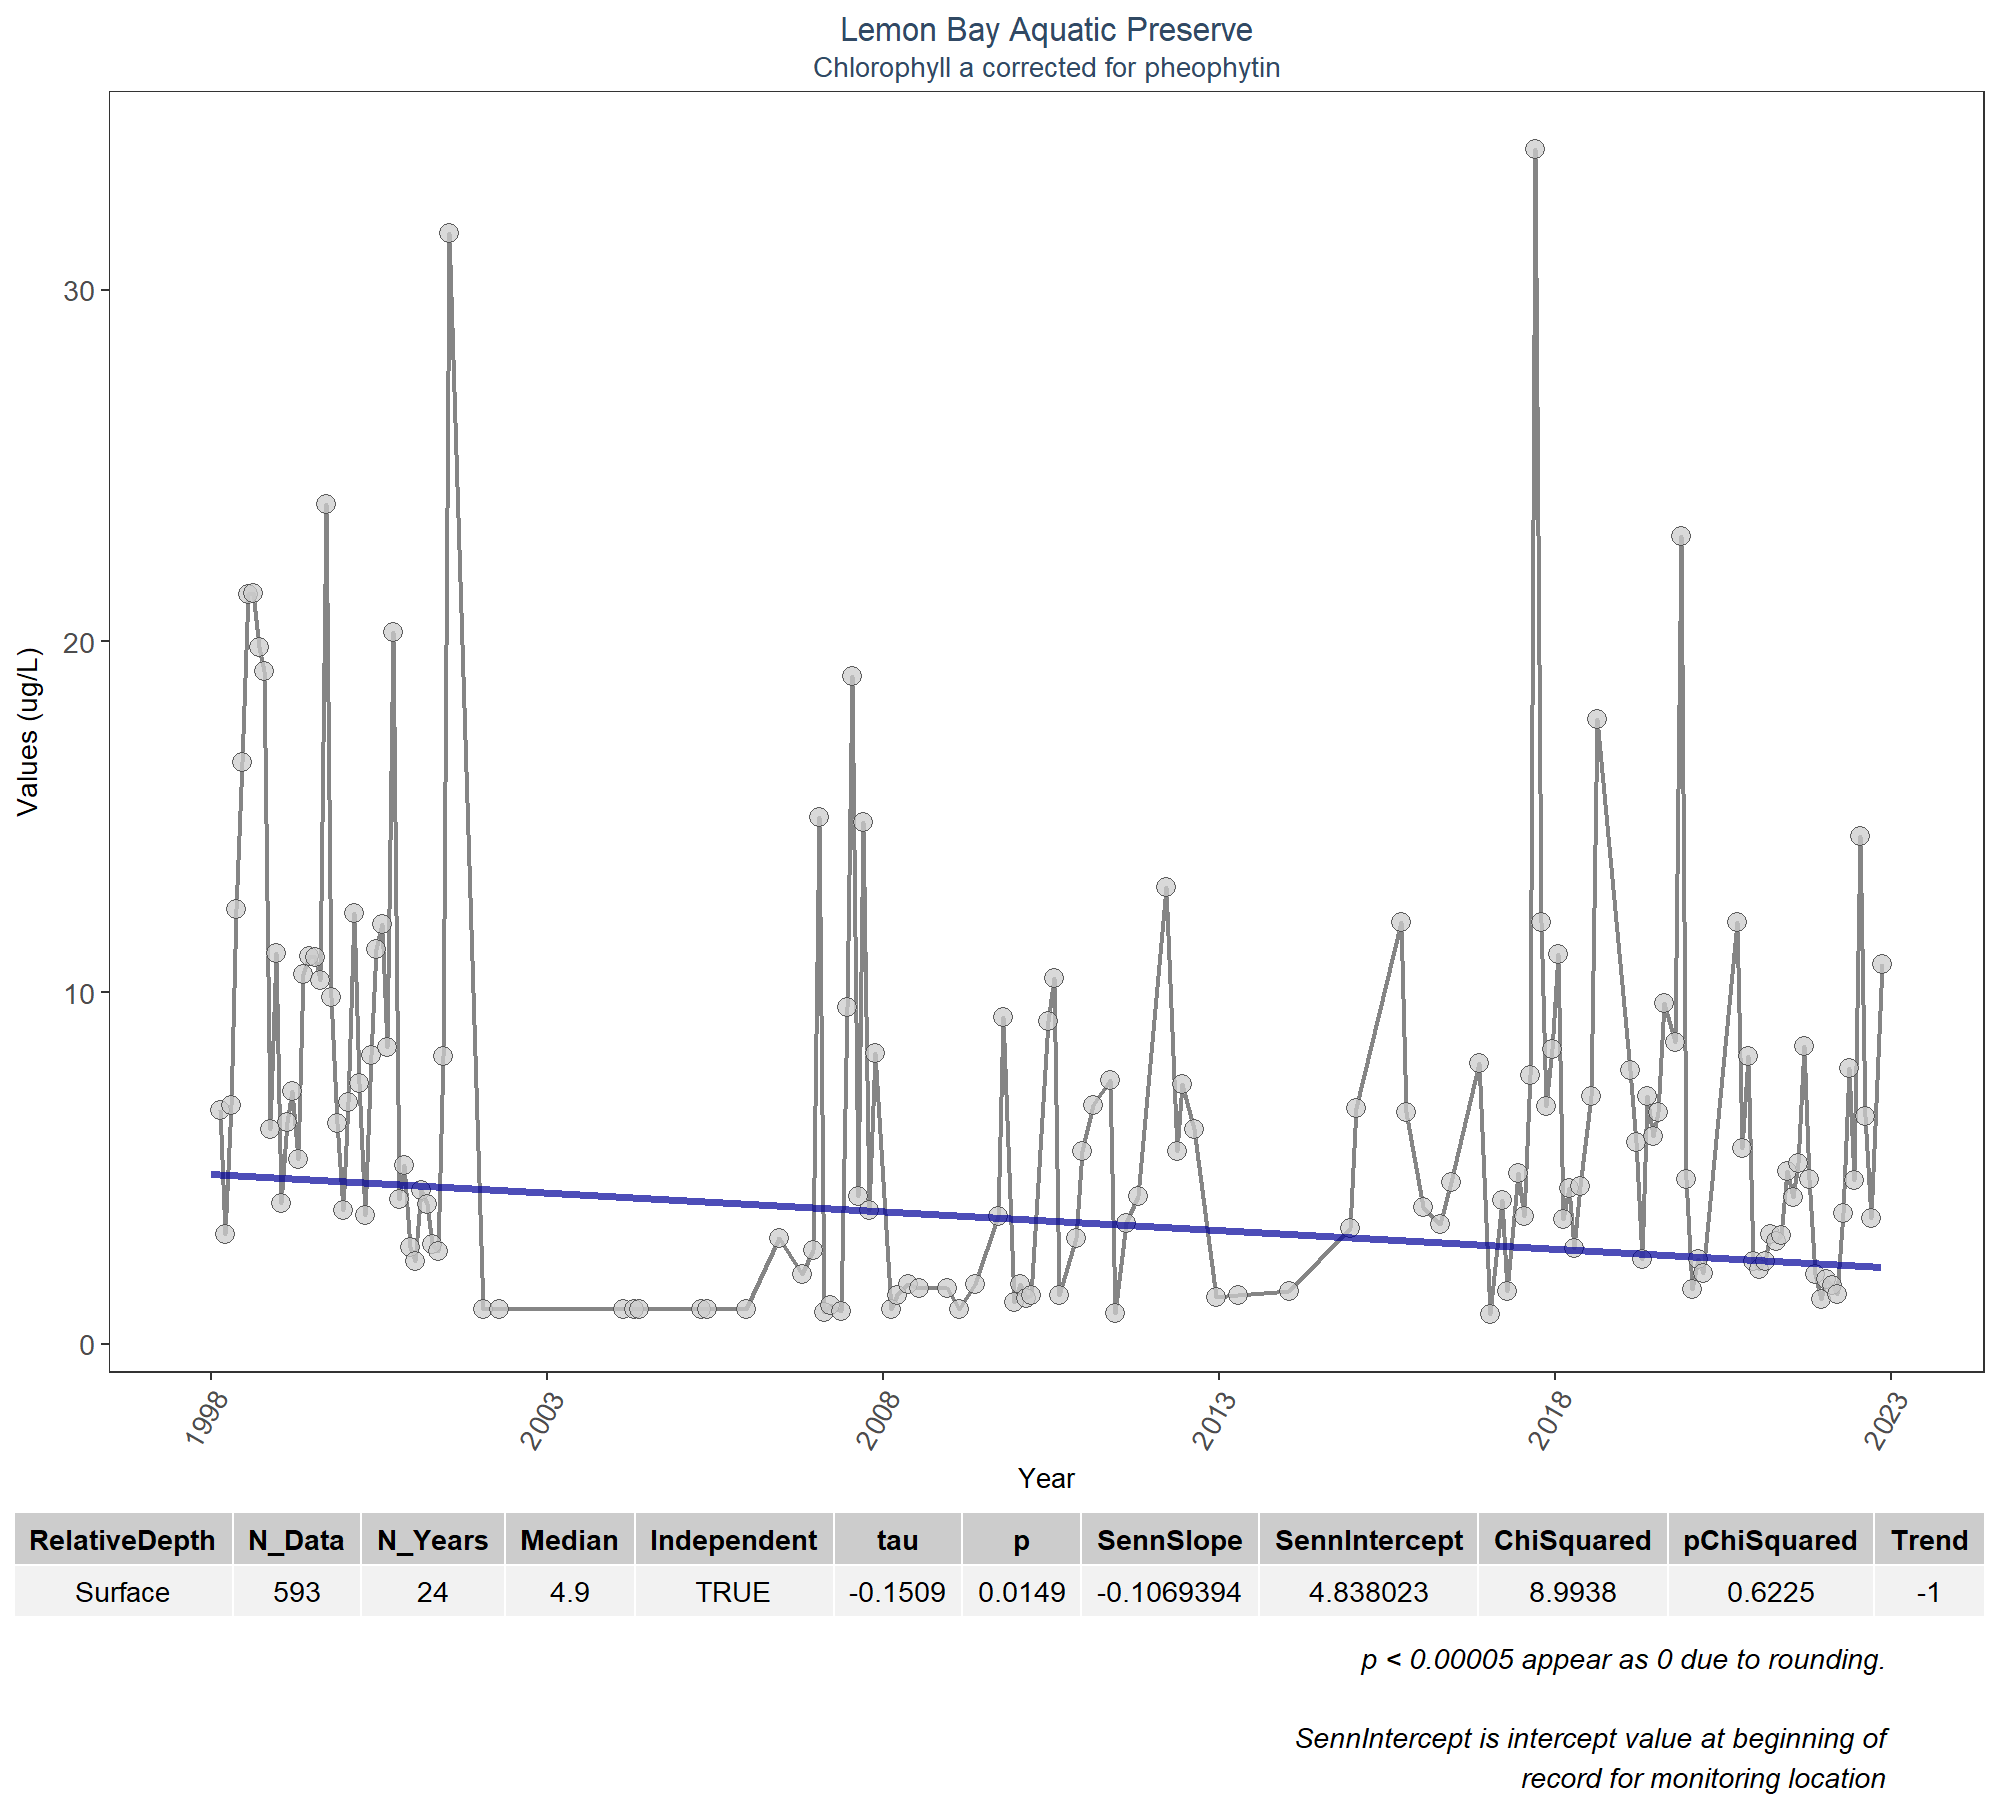 Lemon Bay Aquatic Preserve
Chlorophyll a corrected for pheophytin
Values (ug/L)
30
20
10
0
1998 2003 2008 2013 2018 2023
Year
RelativeDepth N_Data N_Years Median Independent tau p SennSlope SennIntercept ChiSquared pChiSquared Trend
Surface 593 24 4.9 TRUE -0.1509 0.0149 -0.1069394 4.838023 8.9938 0.6225 -1
p < 0.00005 appear as 0 due to rounding.
SennIntercept is intercept value at beginning of
record for monitoring location